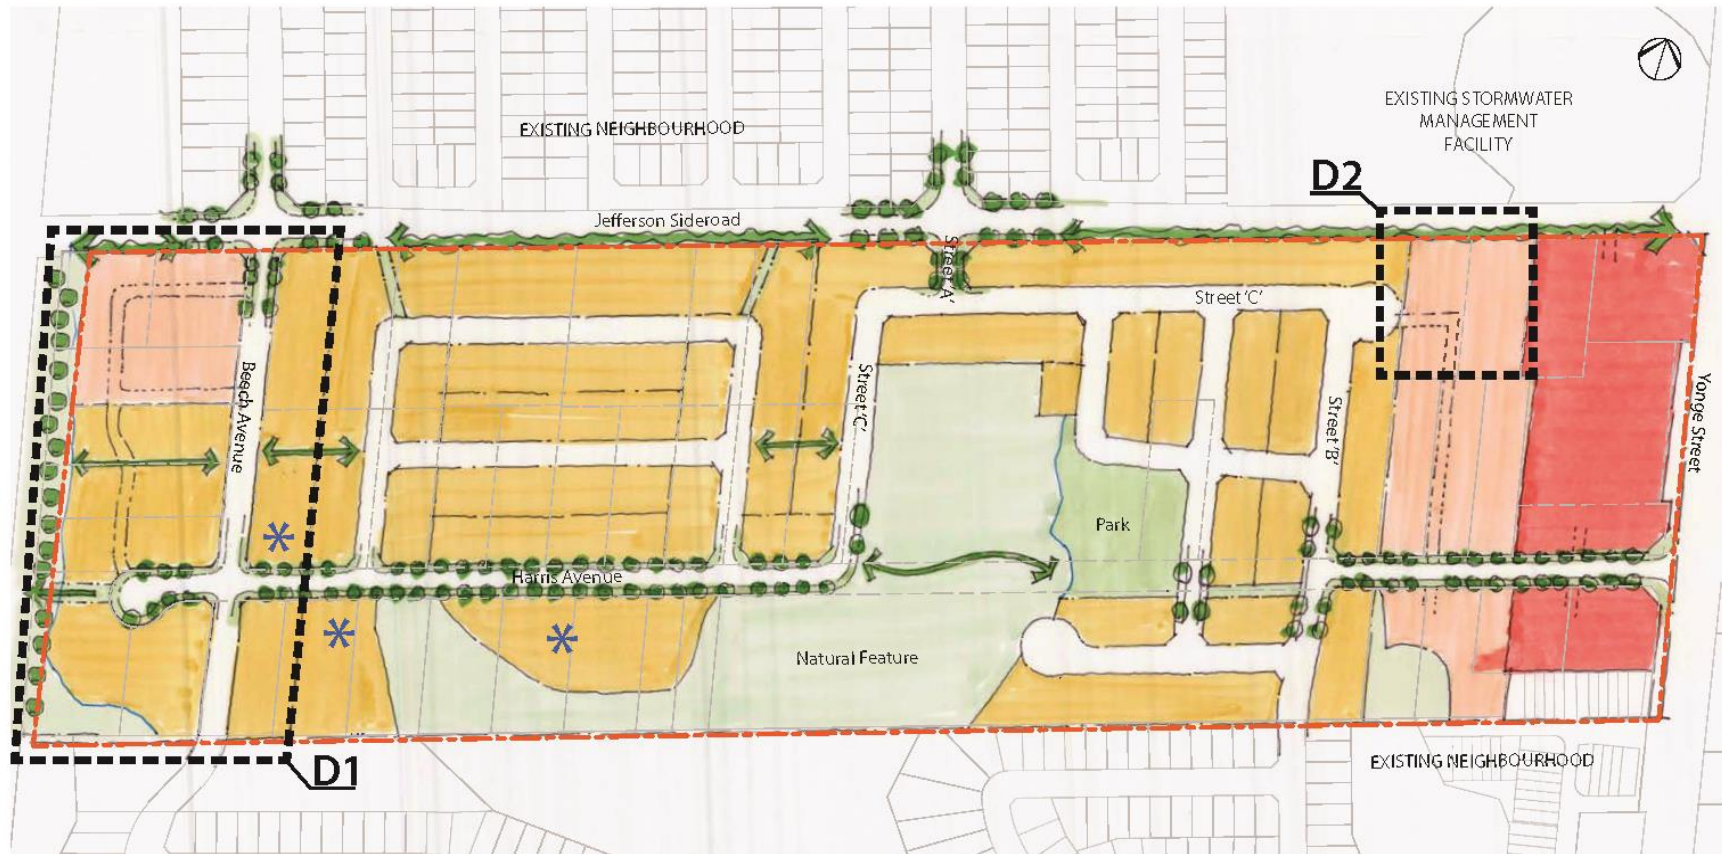 EXISTING STORMWATER
MANAGEMENT
FACILITY
EXISTING NEIGHBOURHOOD
D2
Jefferson Sideroad
Street 'A'
Street 'C'
Beech Avenue
Street 'C'
Street 'B'
Yonge Street
Park
*
Harris Avenue
*
*
Natural Feature
EXISTING NEIGHBOURHOOD
D1